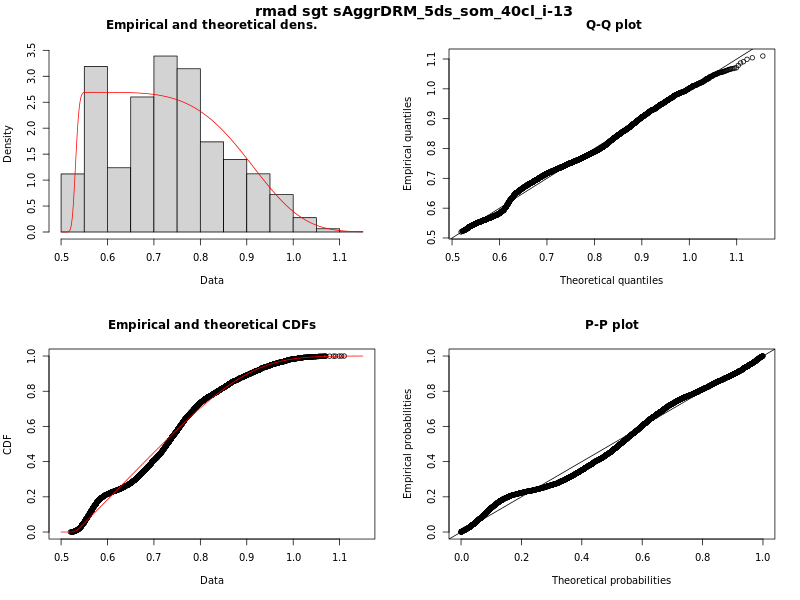 rmad sgt sAggrDRM_5ds_som_40cl_i-13
Empirical and theoretical dens.
Density
0.0 0.5 1.0 1.5 2.0 2.5 3.0 3.5
0.5 0.6 0.7 0.8 0.9 1.0 1.1
Data
Q-Q plot
Empirical quantiles
0.5 0.6 0.7 0.8 0.9 1.0 1.1
0.5 0.6 0.7 0.8 0.9 1.0 1.1
Theoretical quantiles
Empirical and theoretical CDFs
CDF
0.0 0.2 0.4 0.6 0.8 1.0
0.5 0.6 0.7 0.8 0.9 1.0 1.1
Data
P-P plot
Empirical probabilities
0.0 0.2 0.4 0.6 0.8 1.0
0.0 0.2 0.4 0.6 0.8 1.0
Theoretical probabilities